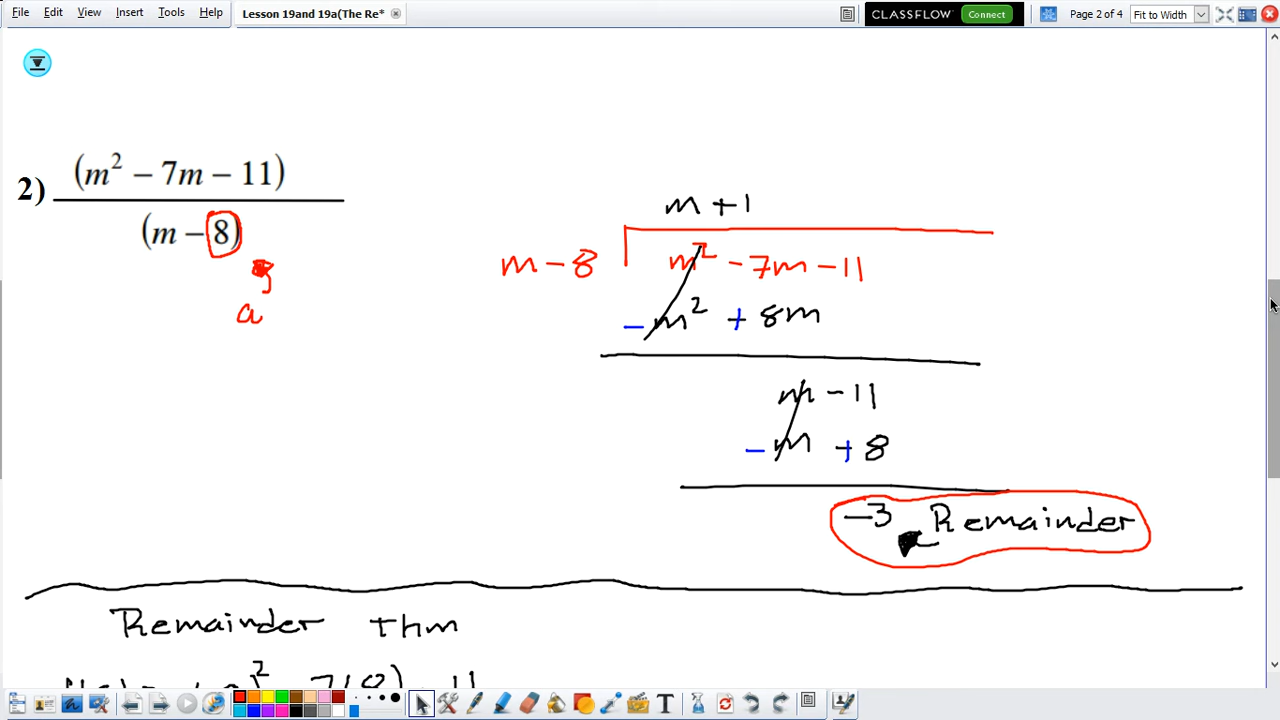 File Edit View Insert Tools Help Lesson 19and 19a(The Re* CLASSFLOW Connect Page 2 of 4 Fit to Width
2) (m² − 7m − 11)
(m − 8)
a
m + 1
m − 8 m² − 7m − 11
− m² + 8m
m − 11
− m + 8
−3 Remainder
Remainder thm
T